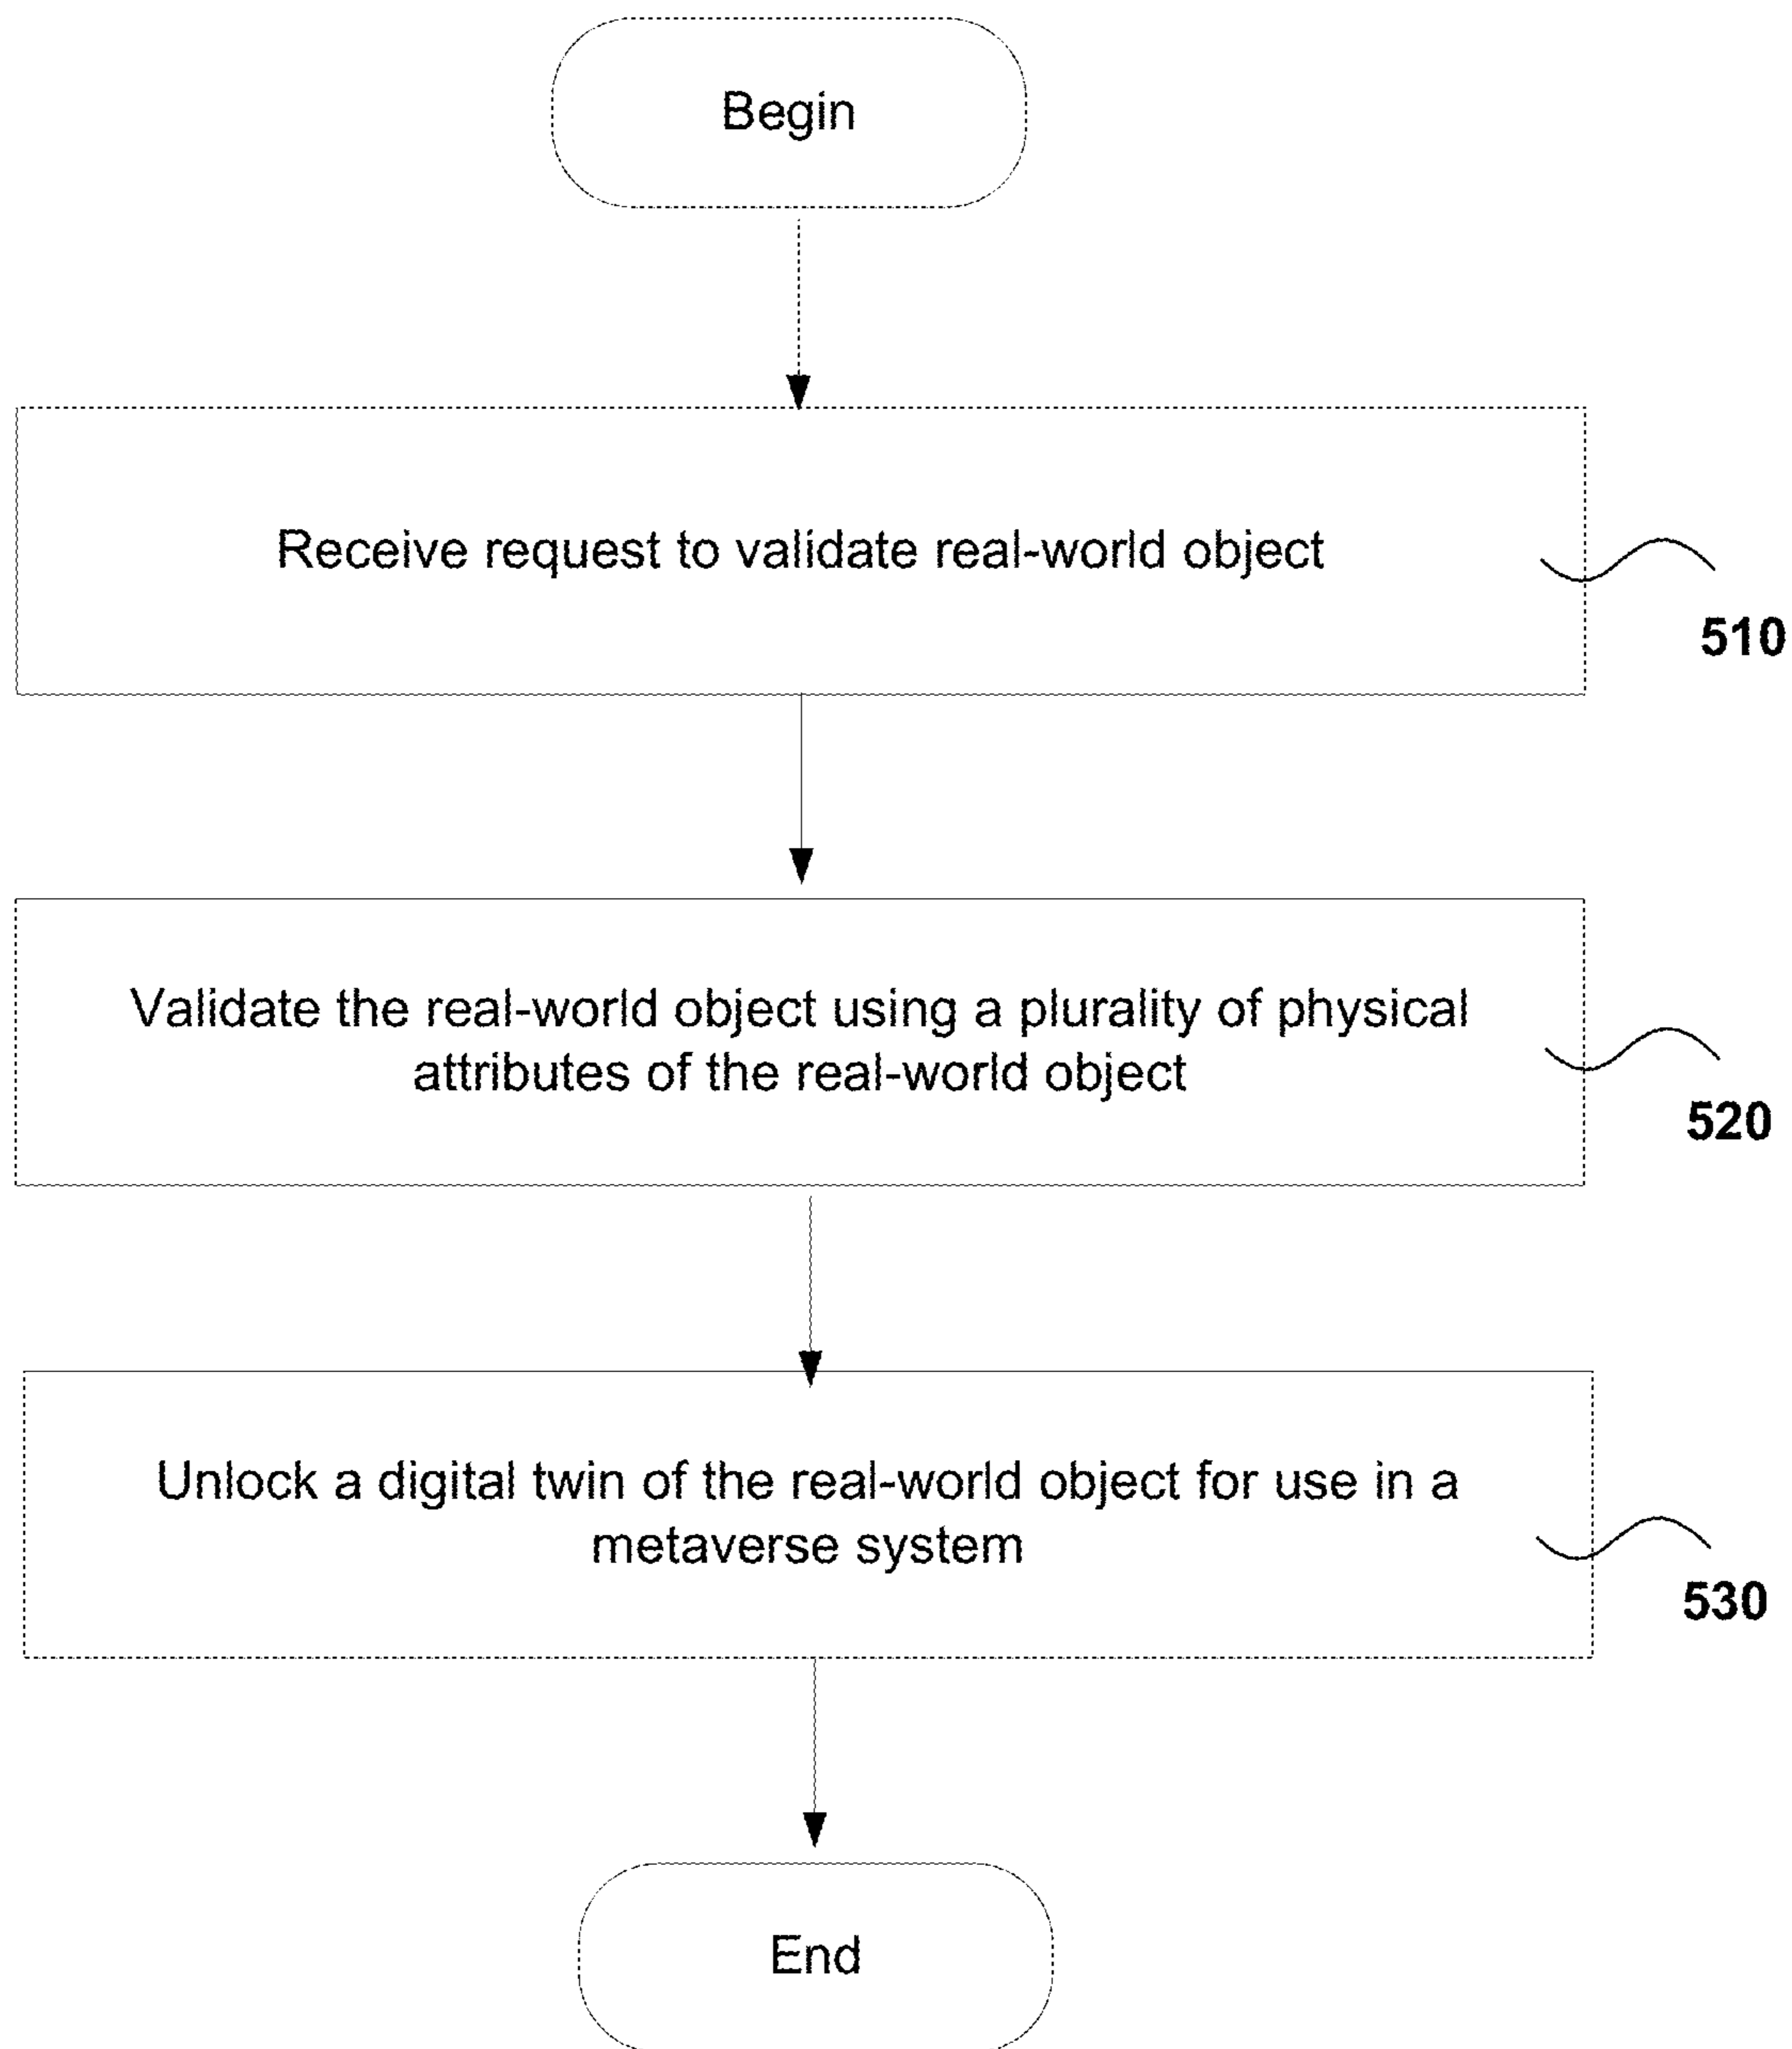 Begin
Receive request to validate real-world object
510
Validate the real-world object using a plurality of physical
attributes of the real-world object
520
Unlock a digital twin of the real-world object for use in a
metaverse system
530
End